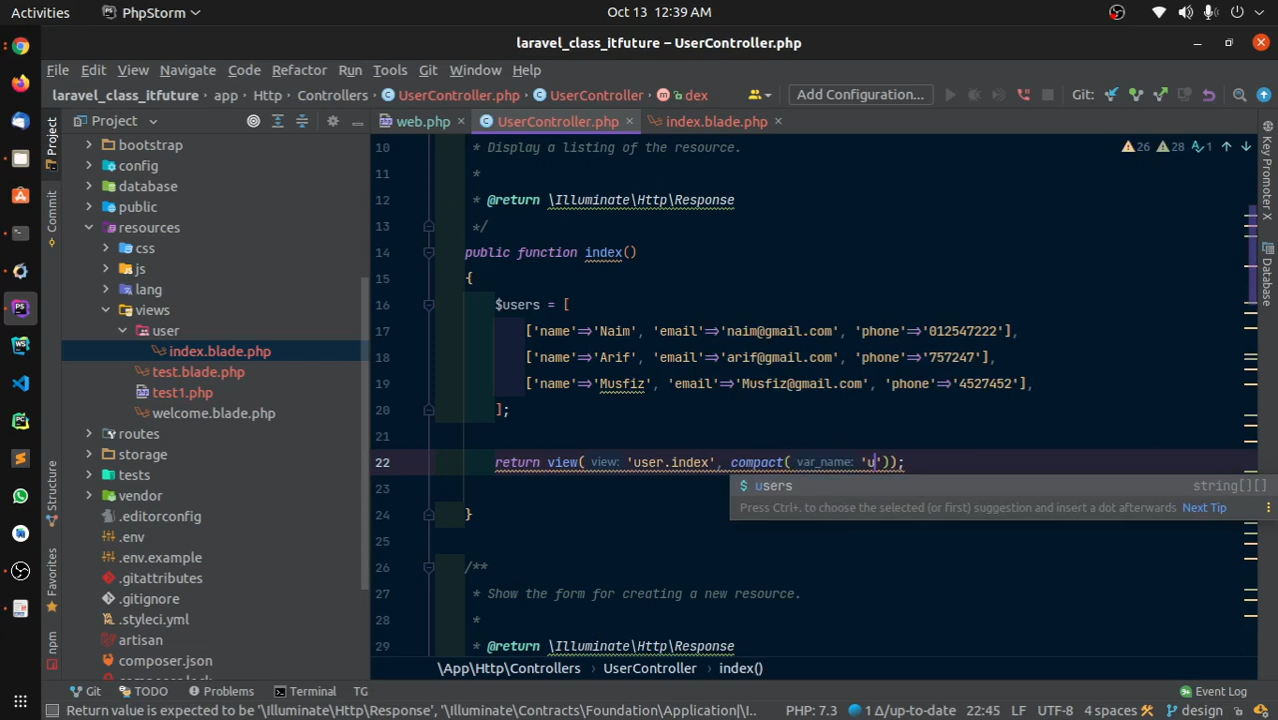 Activities PhpStorm Oct 13 12:39 AM
laravel_class_itfuture – UserController.php
File Edit View Navigate Code Refactor Run Tools Git Window Help
laravel_class_itfuture › app › Http › Controllers › UserController.php › UserController › dex Add Configuration... Git:
Project
web.php × UserController.php × index.blade.php ×
26 28 1
bootstrap
config
database
public
resources
css
js
lang
views
user
index.blade.php
test.blade.php
test1.php
welcome.blade.php
routes
storage
tests
vendor
.editorconfig
.env
.env.example
.gitattributes
.gitignore
.styleci.yml
artisan
composer.json
Project
Commit
Structure
Favorites
npm
Key Promoter X
Database
10 * Display a listing of the resource.
11 *
12 * @return \Illuminate\Http\Response
13 */
14 public function index()
15 {
16 $users = [
17 ['name'=>'Naim', 'email'=>'naim@gmail.com', 'phone'=>'012547222'],
18 ['name'=>'Arif', 'email'=>'arif@gmail.com', 'phone'=>'757247'],
19 ['name'=>'Musfiz', 'email'=>'Musfiz@gmail.com', 'phone'=>'4527452'],
20 ];
21
22 return view( view: 'user.index', compact( var_name: 'u'));
$ users string[][]
Press Ctrl+. to choose the selected (or first) suggestion and insert a dot afterwards Next Tip
23
24 }
25
26 /**
27 * Show the form for creating a new resource.
28 *
29 * @return \Illuminate\Http\Response
\App\Http\Controllers › UserController › index()
Git TODO Problems Terminal TG Event Log
Return value is expected to be '\Illuminate\Http\Response', '\Illuminate\Contracts\Foundation\Application|\I... PHP: 7.3 1 Δ/up-to-date 22:45 LF UTF-8 4 spaces design